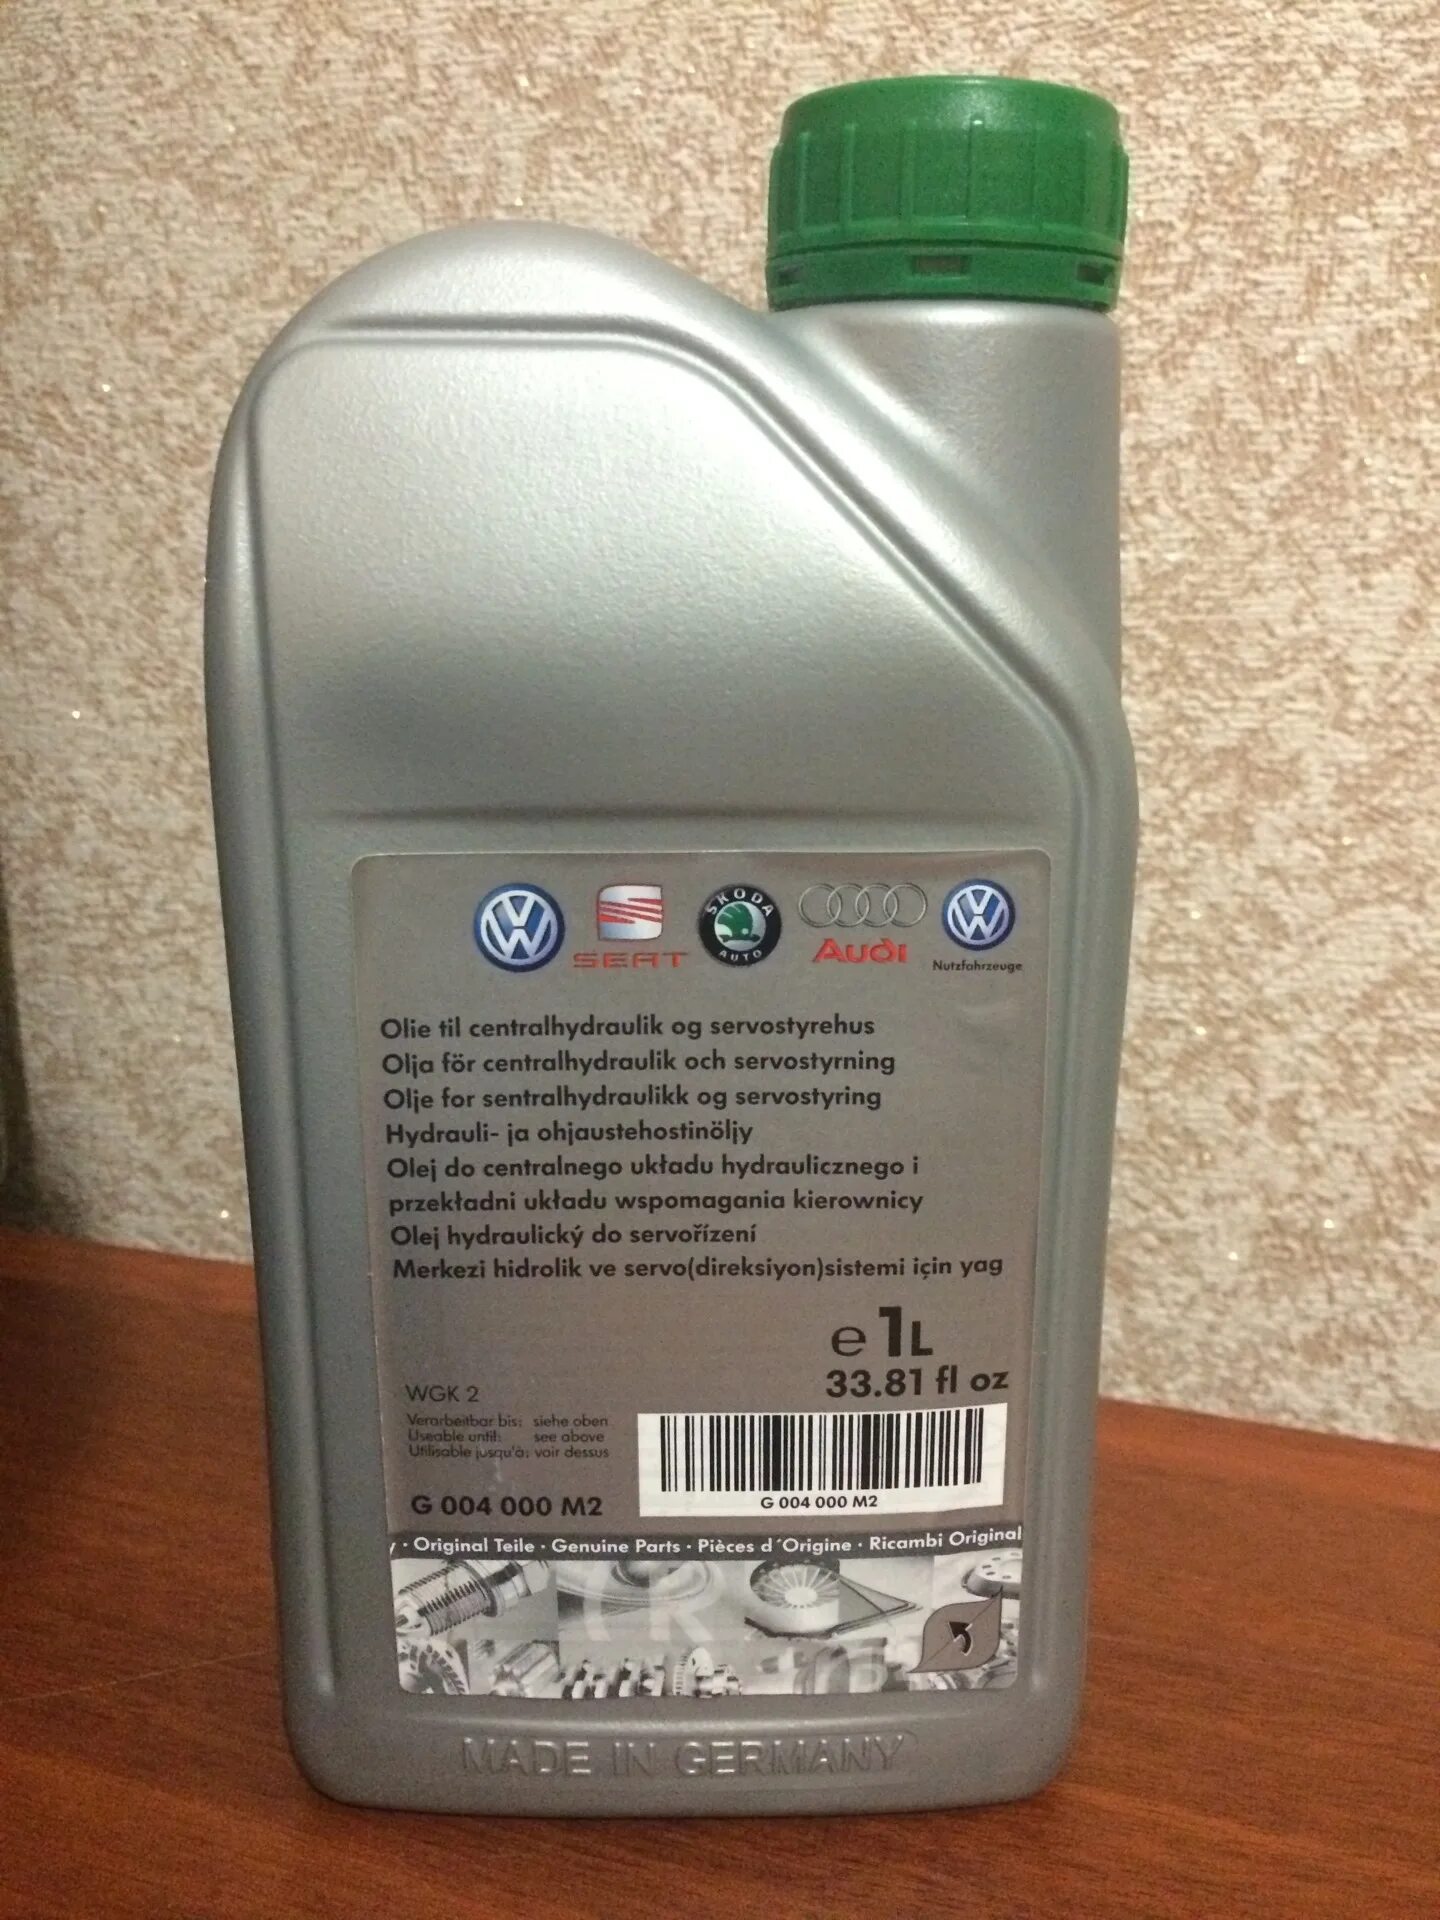 SEAT
SKODA
AUTO
Audi
Nutzfahrzeuge
Olie til centralhydraulik og servostyrehus
Olja för centralhydraulik och servostyrning
Olje for sentralhydraulikk og servostyring
Hydrauli- ja ohjaustehostinöljy
Olej do centralnego układu hydraulicznego i
przekładni układu wspomagania kierownicy
Olej hydraulický do servořízení
Merkezi hidrolik ve servo(direksiyon)sistemi için yag
e 1L
33.81 fl oz
WGK 2
Verarbeitbar bis: siehe oben
Useable until: see above
Utilisable jusqu'à: voir dessus
G 004 000 M2
G 004 000 M2
· Original Teile · Genuine Parts · Pièces d´Origine · Ricambi Original
MADE IN GERMANY